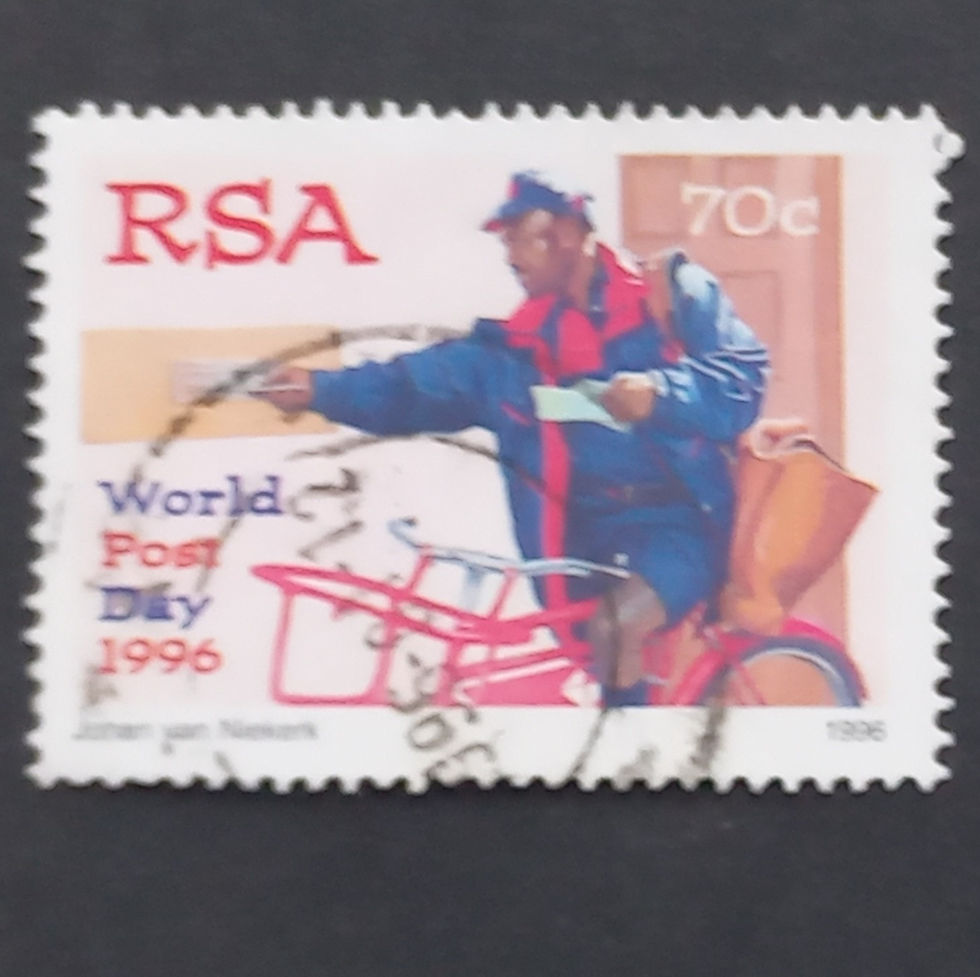 RSA
70c
World
Post
Day
1996
Johan van Niekerk
1996